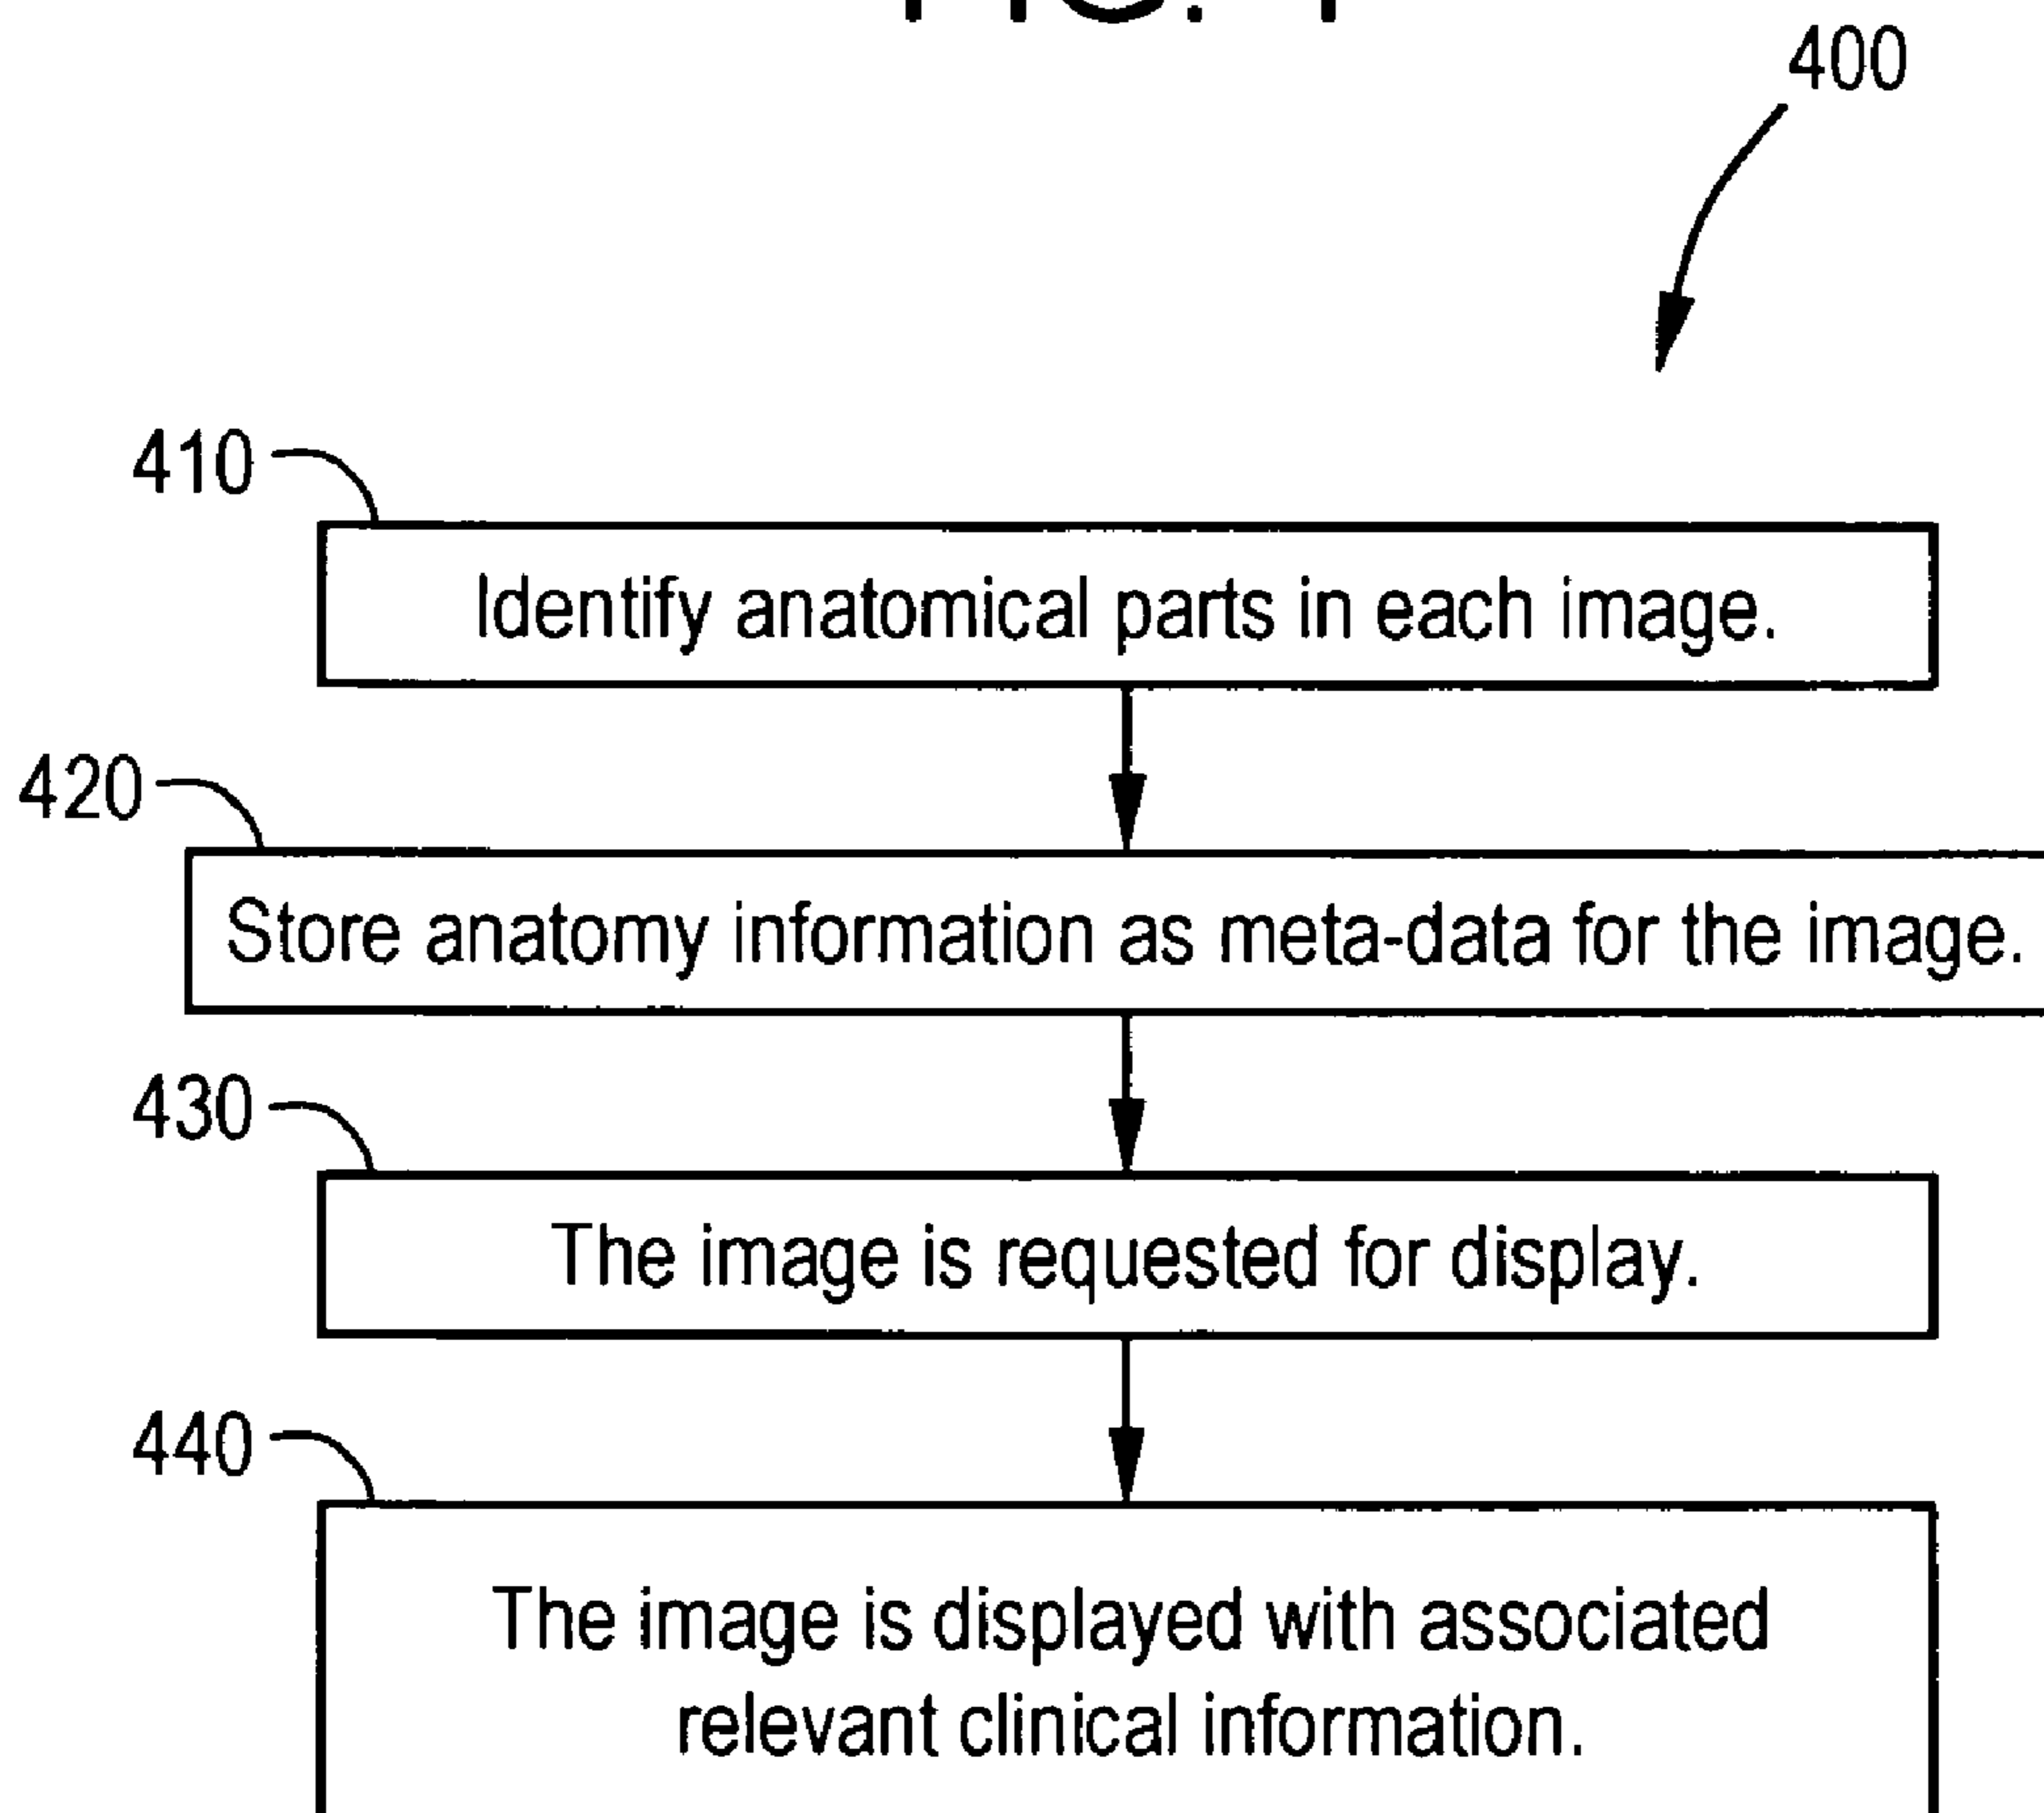 400
410
Identify anatomical parts in each image.
420
Store anatomy information as meta-data for the image.
430
The image is requested for display.
440
The image is displayed with associated
relevant clinical information.